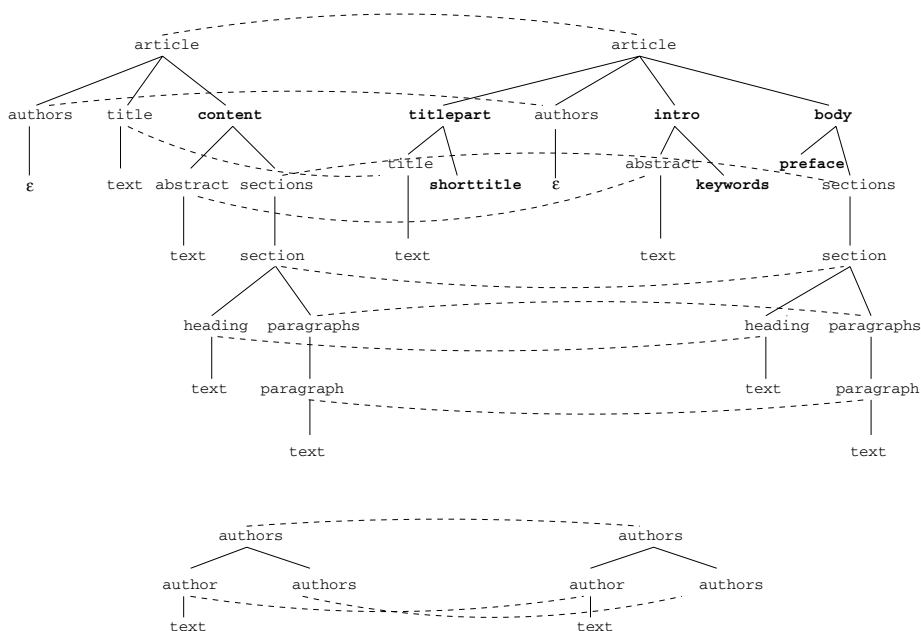 article article
authors title content titlepart authors intro body
title abstract preface
ε text abstract sections shorttitle ε keywords sections
text section text text section
heading paragraphs heading paragraphs
text paragraph text paragraph
text text
authors authors
author authors author authors
text text